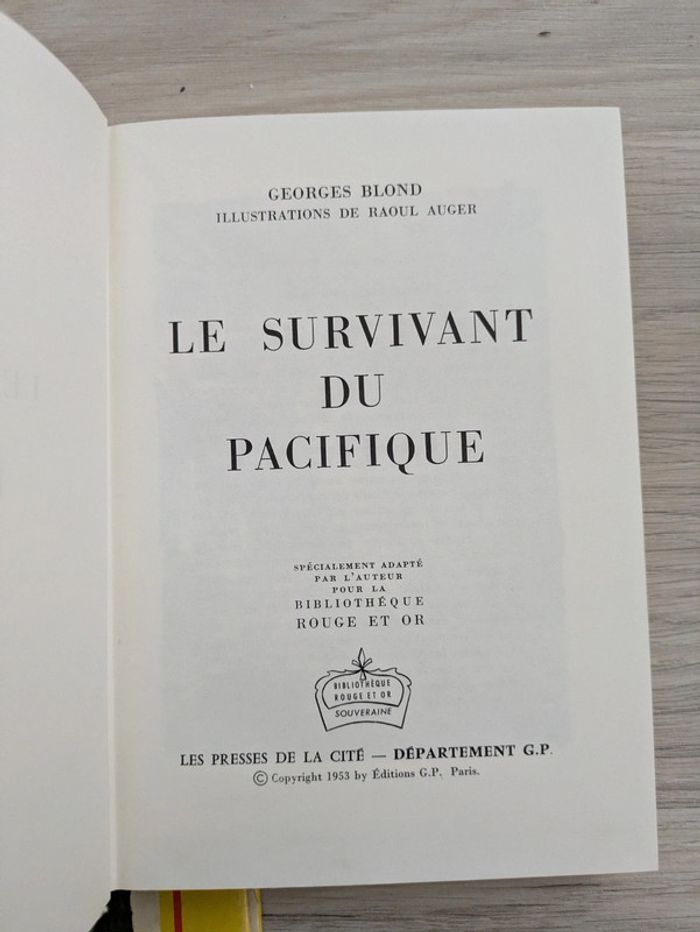 GEORGES BLOND
ILLUSTRATIONS DE RAOUL AUGER
LE SURVIVANT
DU
PACIFIQUE
SPÉCIALEMENT ADAPTÉ
PAR L'AUTEUR
POUR LA
BIBLIOTHÉQUE
ROUGE ET OR
BIBLIOTHÈQUE
ROUGE ET OR
SOUVERAINE
LES PRESSES DE LA CITÉ — DÉPARTEMENT G.P.
© Copyright 1953 by Éditions G.P. Paris.